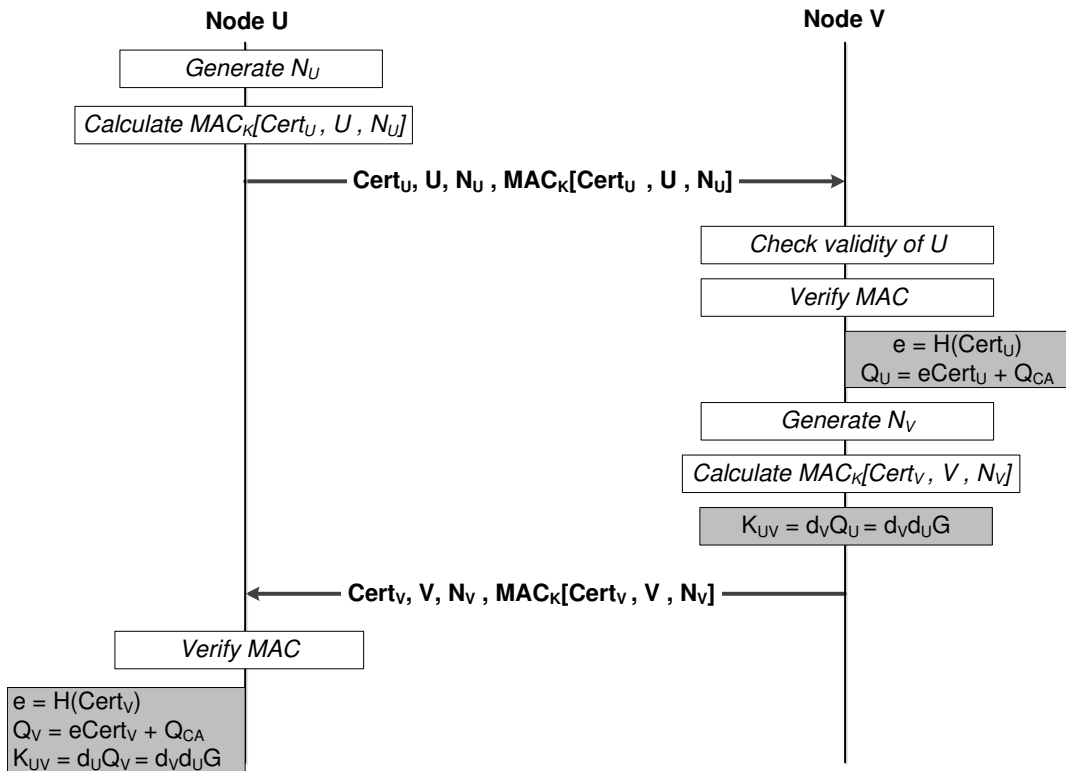 Node U
Node V
Generate N_U
Calculate MAC_K[Cert_U , U , N_U]
Cert_U, U, N_U , MAC_K[Cert_U , U , N_U]
Check validity of U
Verify MAC
e = H(Cert_U)
Q_U = eCert_U + Q_CA
Generate N_V
Calculate MAC_K[Cert_V , V , N_V]
K_UV = d_VQ_U = d_Vd_UG
Cert_V, V, N_V , MAC_K[Cert_V , V , N_V]
Verify MAC
e = H(Cert_V)
Q_V = eCert_V + Q_CA
K_UV = d_UQ_V = d_Vd_UG